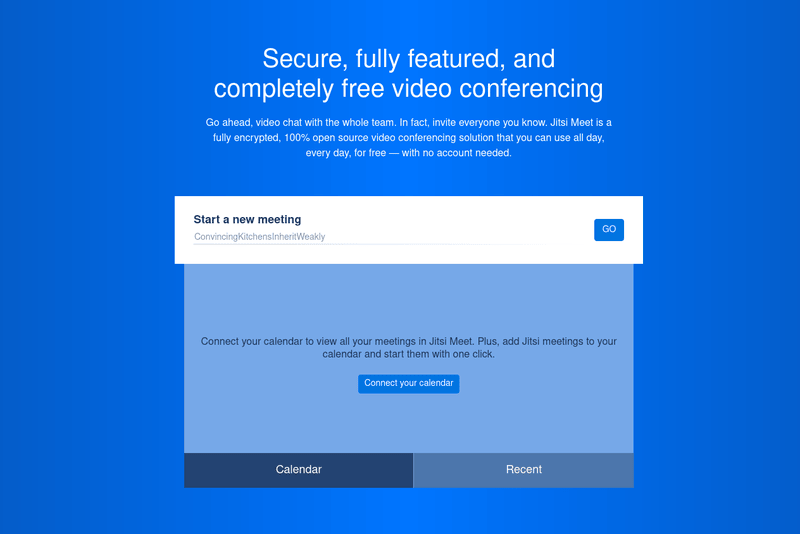 Secure, fully featured, and
completely free video conferencing
Go ahead, video chat with the whole team. In fact, invite everyone you know. Jitsi Meet is a
fully encrypted, 100% open source video conferencing solution that you can use all day,
every day, for free — with no account needed.
Start a new meeting
ConvincingKitchensInheritWeakly
GO
Connect your calendar to view all your meetings in Jitsi Meet. Plus, add Jitsi meetings to your
calendar and start them with one click.
Connect your calendar
Calendar
Recent